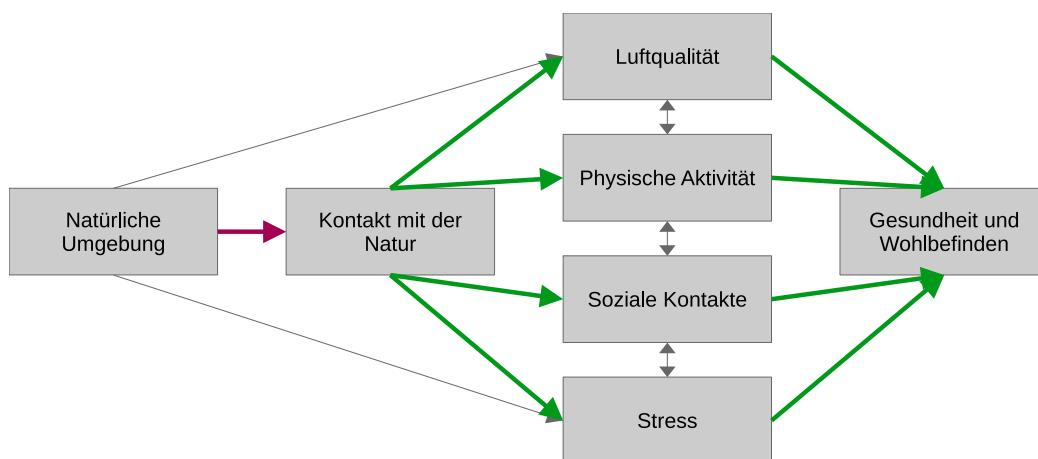 Luftqualität
Physische Aktivität
Natürliche
Umgebung
Kontakt mit der
Natur
Gesundheit und
Wohlbefinden
Soziale Kontakte
Stress